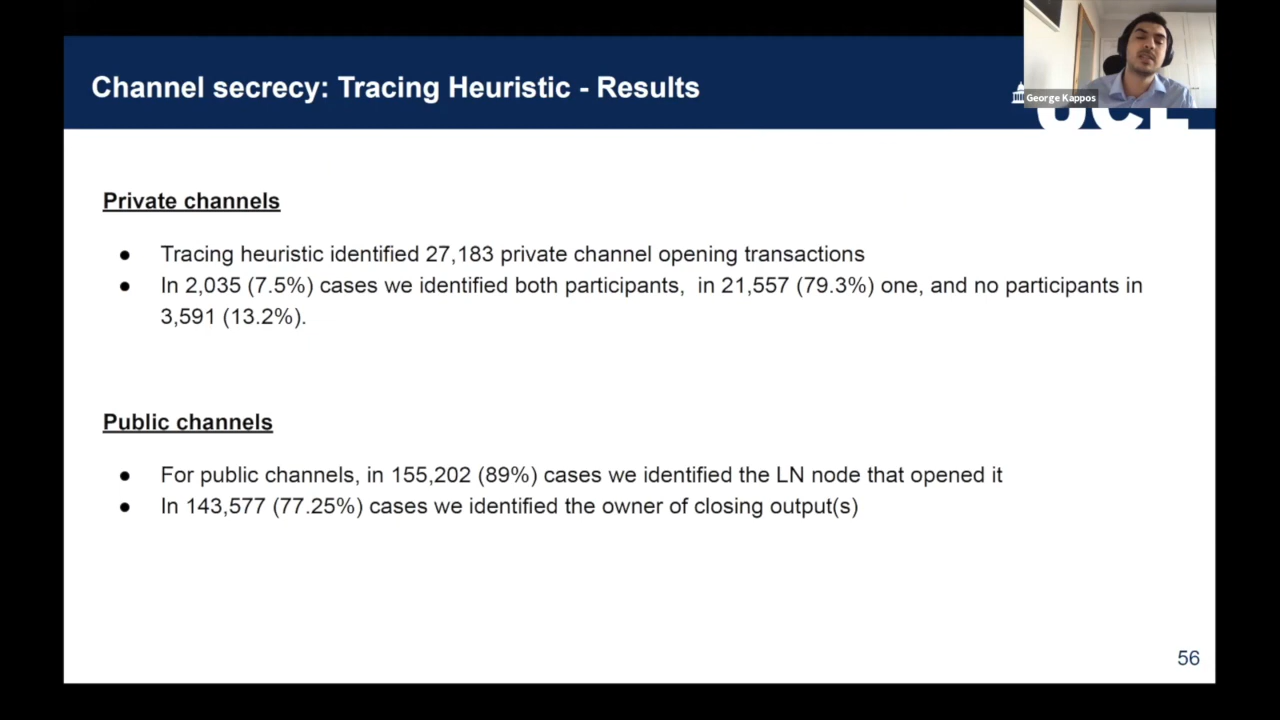 Channel secrecy: Tracing Heuristic - Results
George Kappos
UCL
Private channels
● Tracing heuristic identified 27,183 private channel opening transactions
● In 2,035 (7.5%) cases we identified both participants,  in 21,557 (79.3%) one, and no participants in
3,591 (13.2%).
Public channels
● For public channels, in 155,202 (89%) cases we identified the LN node that opened it
● In 143,577 (77.25%) cases we identified the owner of closing output(s)
56